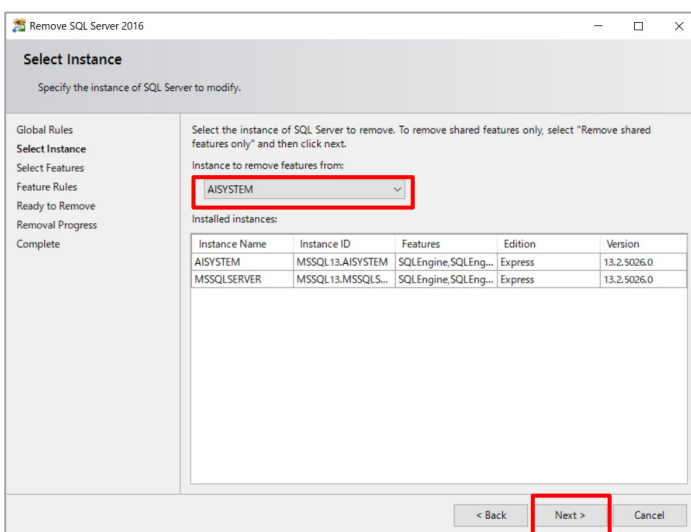 Remove SQL Server 2016
Select Instance
Specify the instance of SQL Server to modify.
Global Rules
Select Instance
Select Features
Feature Rules
Ready to Remove
Removal Progress
Complete
Select the instance of SQL Server to remove. To remove shared features only, select "Remove shared
features only" and then click next.
Instance to remove features from:
AISYSTEM
Installed instances:
Instance Name Instance ID Features Edition Version
AISYSTEM MSSQL13.AISYSTEM SQLEngine,SQLEng... Express 13.2.5026.0
MSSQLSERVER MSSQL13.MSSQLS... SQLEngine,SQLEng... Express 13.2.5026.0
< Back Next > Cancel